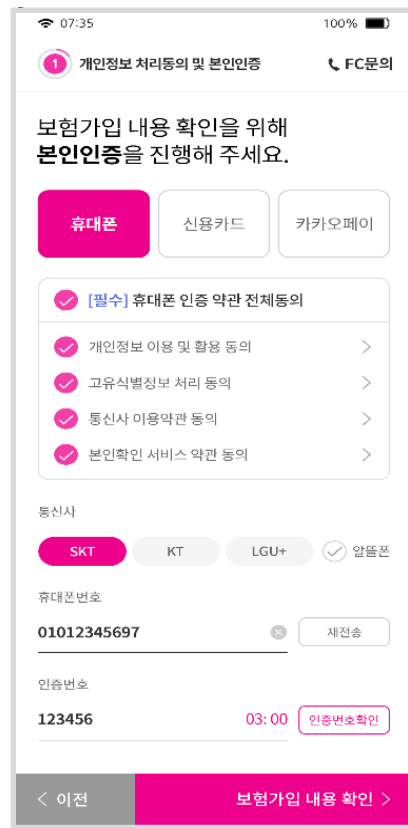 07:35 100%
1 개인정보 처리동의 및 본인인증 FC문의
보험가입 내용 확인을 위해
본인인증을 진행해 주세요.
휴대폰 신용카드 카카오페이
[필수] 휴대폰 인증 약관 전체동의
개인정보 이용 및 활용 동의
고유식별정보 처리 동의
통신사 이용약관 동의
본인확인 서비스 약관 동의
통신사
SKT KT LGU+ 알뜰폰
휴대폰번호
01012345697 재전송
인증번호
123456 03:00 인증번호확인
이전 보험가입 내용 확인